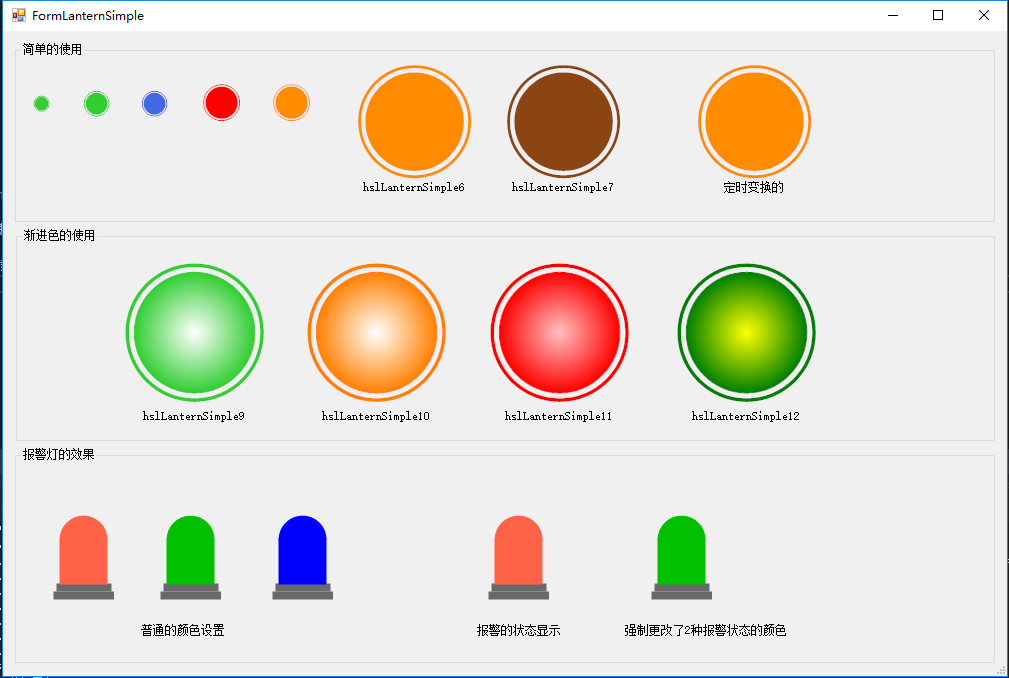 FormLanternSimple
简单的使用
hslLanternSimple6
hslLanternSimple7
定时变换的
渐进色的使用
hslLanternSimple9
hslLanternSimple10
hslLanternSimple11
hslLanternSimple12
报警灯的效果
普通的颜色设置
报警的状态显示
强制更改了2种报警状态的颜色